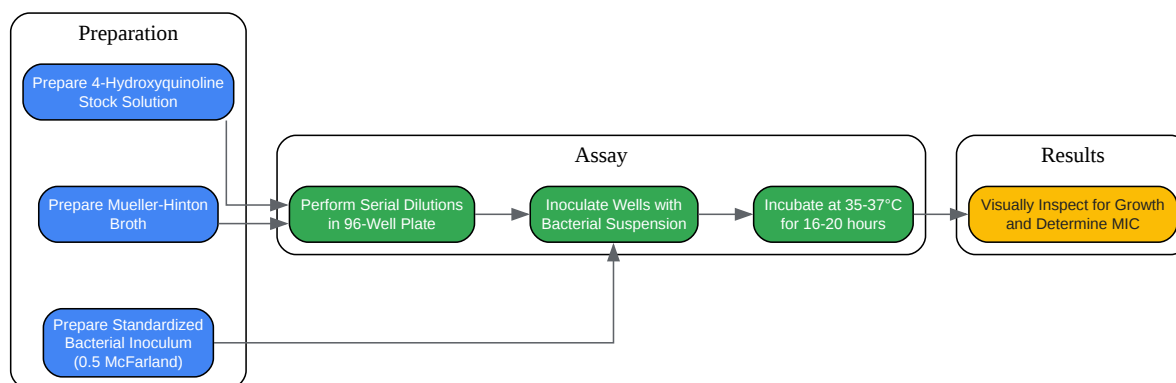 Preparation
Prepare 4-Hydroxyquinoline
Stock Solution
Prepare Mueller-Hinton
Broth
Prepare Standardized
Bacterial Inoculum
(0.5 McFarland)
Assay
Perform Serial Dilutions
in 96-Well Plate
Inoculate Wells with
Bacterial Suspension
Incubate at 35-37°C
for 16-20 hours
Results
Visually Inspect for Growth
and Determine MIC